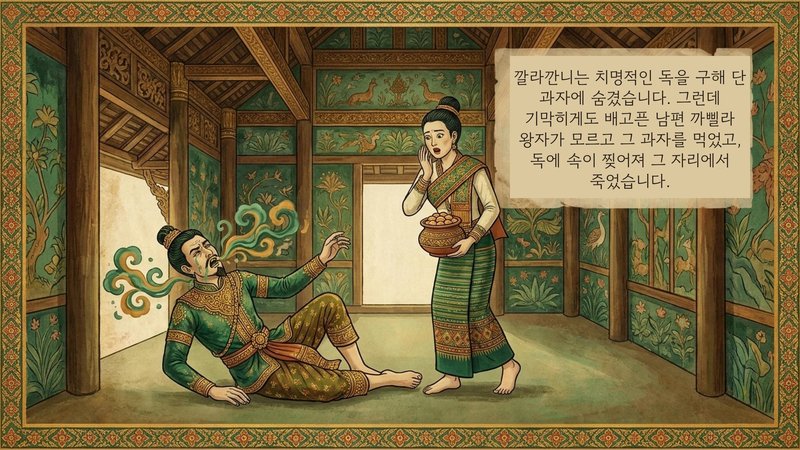 깔라깐니는 치명적인 독을 구해 단
과자에 숨겼습니다. 그런데
기막히게도 배고픈 남편 까삘라
왕자가 모르고 그 과자를 먹었고,
독에 속이 찢어져 그 자리에서
죽었습니다.